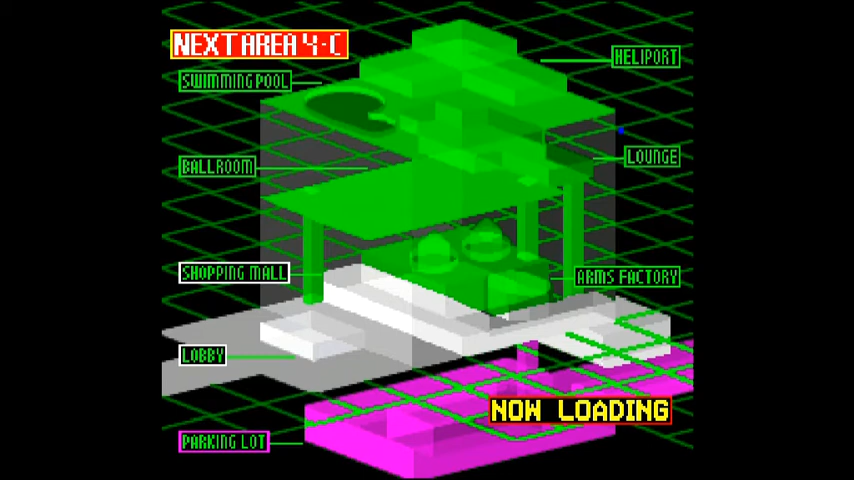 NEXT AREA 4-C
HELIPORT
SWIMMING POOL
LOUNGE
BALLROOM
SHOPPING MALL
ARMS FACTORY
LOBBY
NOW LOADING
PARKING LOT